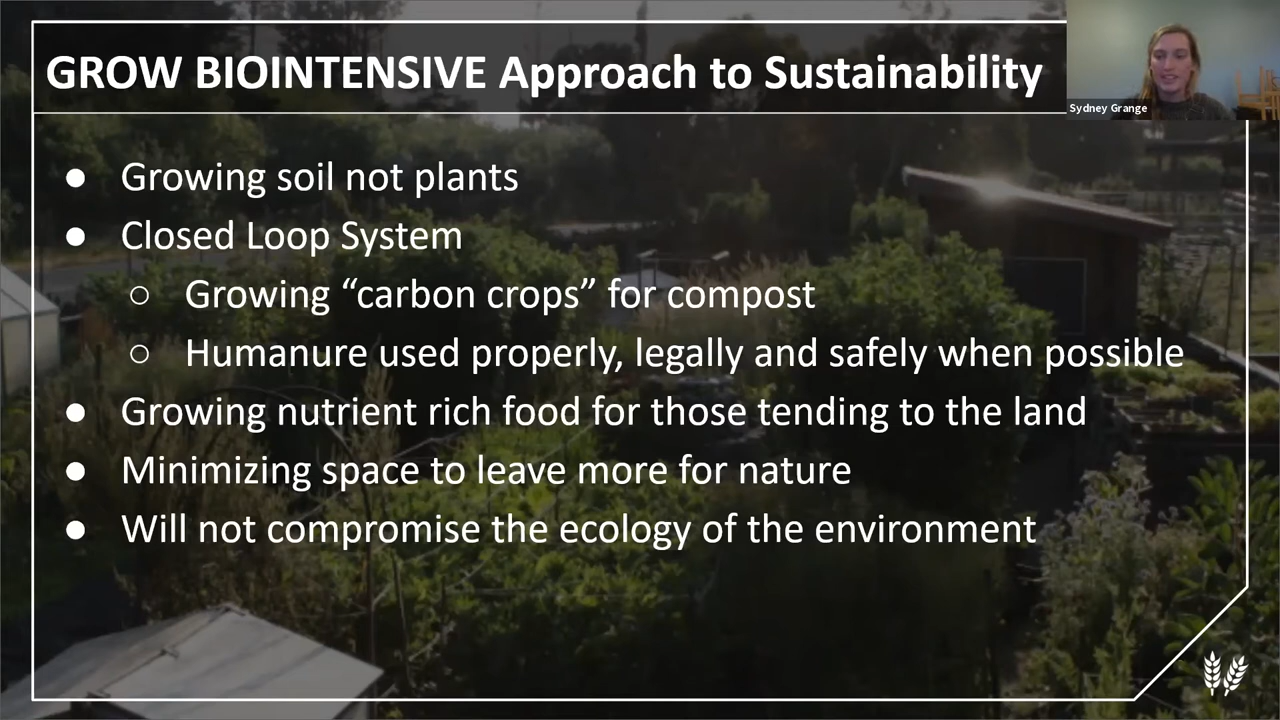 GROW BIOINTENSIVE Approach to Sustainability
Sydney Grange
● Growing soil not plants
● Closed Loop System
○ Growing “carbon crops” for compost
○ Humanure used properly, legally and safely when possible
● Growing nutrient rich food for those tending to the land
● Minimizing space to leave more for nature
● Will not compromise the ecology of the environment